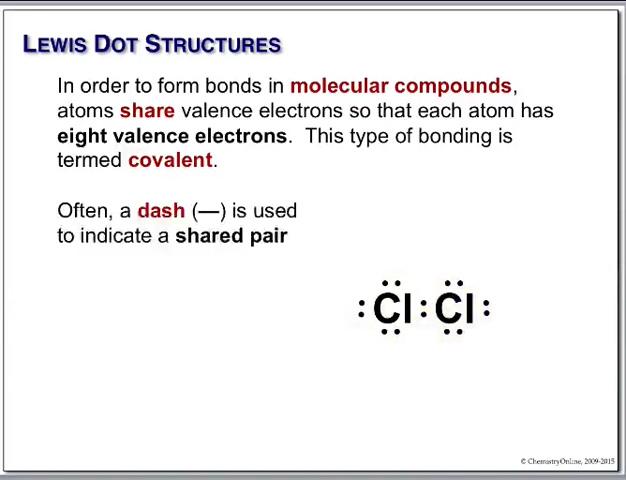 LEWIS DOT STRUCTURES
In order to form bonds in molecular compounds,
atoms share valence electrons so that each atom has
eight valence electrons.  This type of bonding is
termed covalent.
Often, a dash (—) is used
to indicate a shared pair
:Cl:Cl:
© ChemistryOnline, 2009-2015